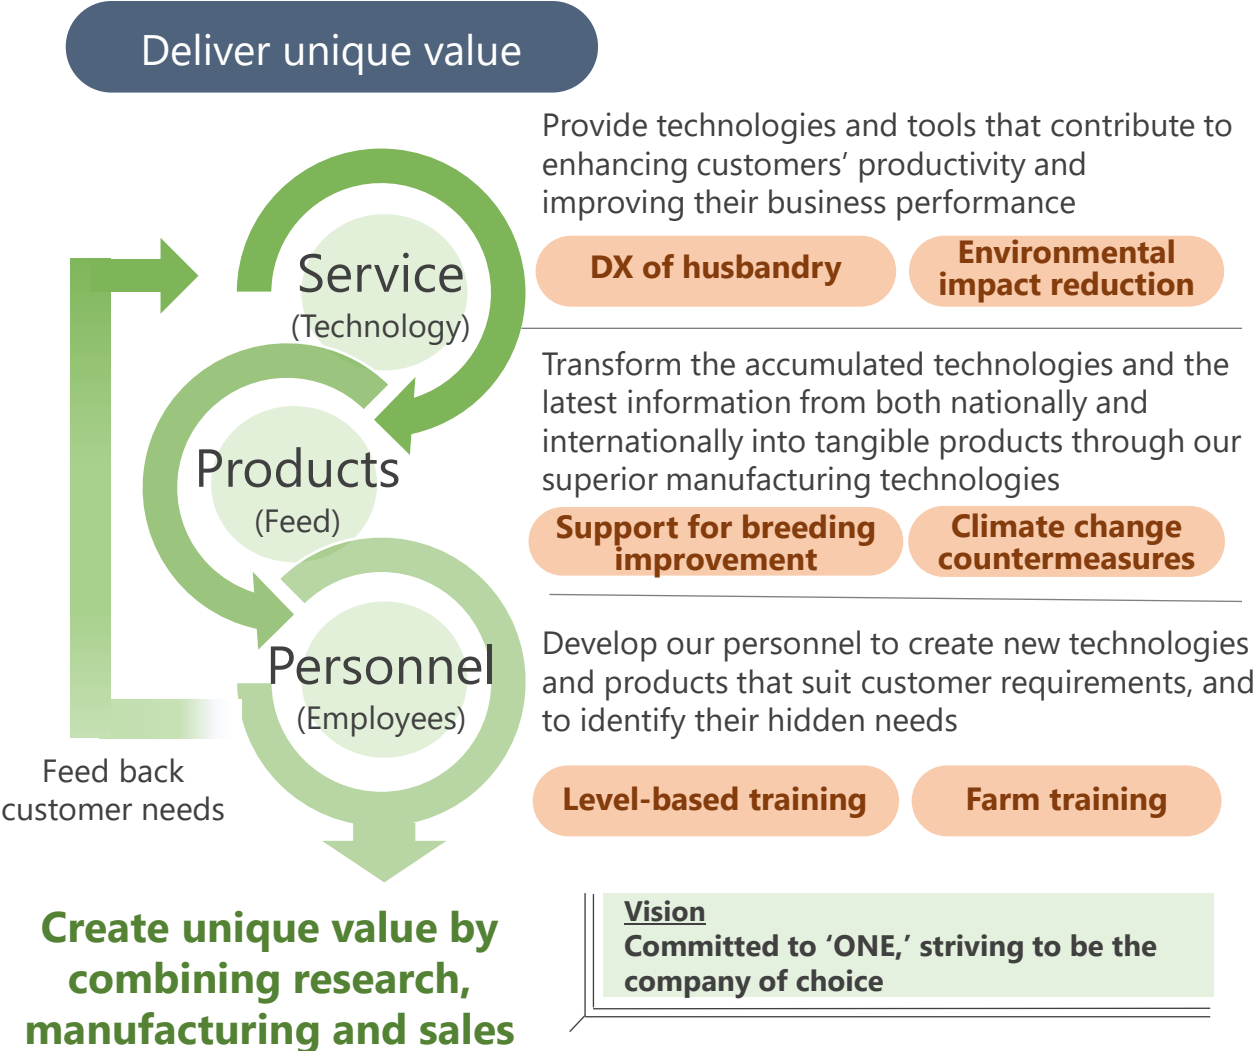 Deliver unique value
Provide technologies and tools that contribute to
enhancing customers’ productivity and
improving their business performance
Service
(Technology)
DX of husbandry
Environmental
impact reduction
Transform the accumulated technologies and the
latest information from both nationally and
internationally into tangible products through our
superior manufacturing technologies
Products
(Feed)
Support for breeding
improvement
Climate change
countermeasures
Develop our personnel to create new technologies
and products that suit customer requirements, and
to identify their hidden needs
Personnel
(Employees)
Level-based training
Farm training
Feed back
customer needs
Create unique value by
combining research,
manufacturing and sales
Vision
Committed to ‘ONE,’ striving to be the
company of choice